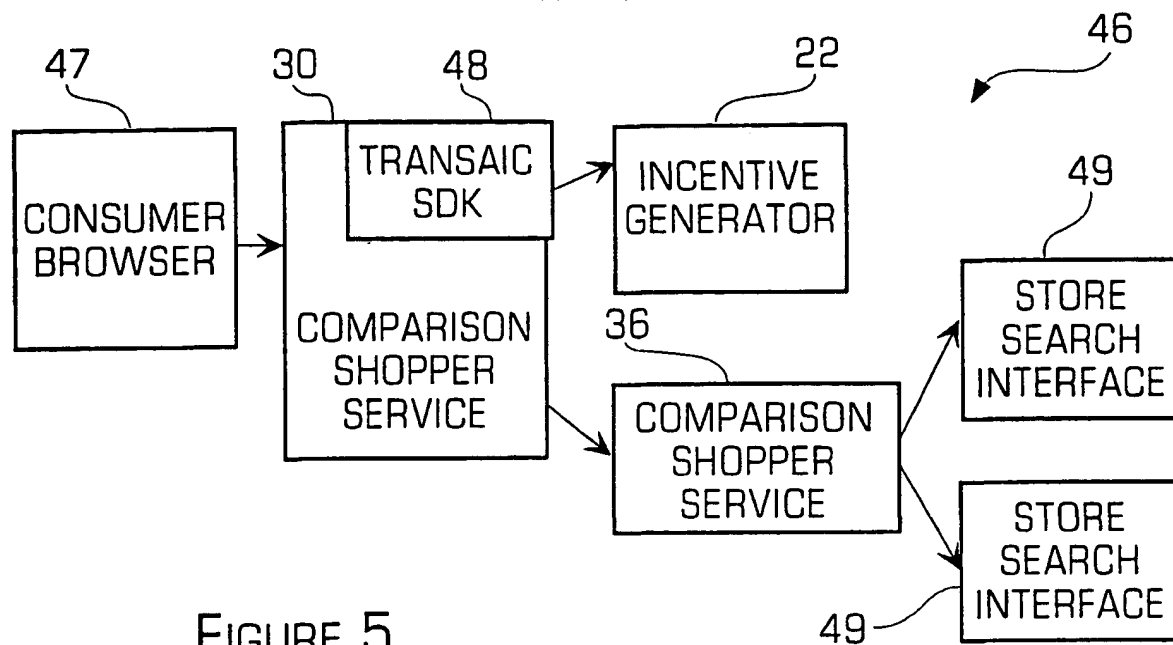 46
47
30
48
22
CONSUMER
BROWSER
TRANSAIC
SDK
INCENTIVE
GENERATOR
49
COMPARISON
SHOPPER
SERVICE
36
COMPARISON
SHOPPER
SERVICE
STORE
SEARCH
INTERFACE
STORE
SEARCH
INTERFACE
49
FIGURE 5